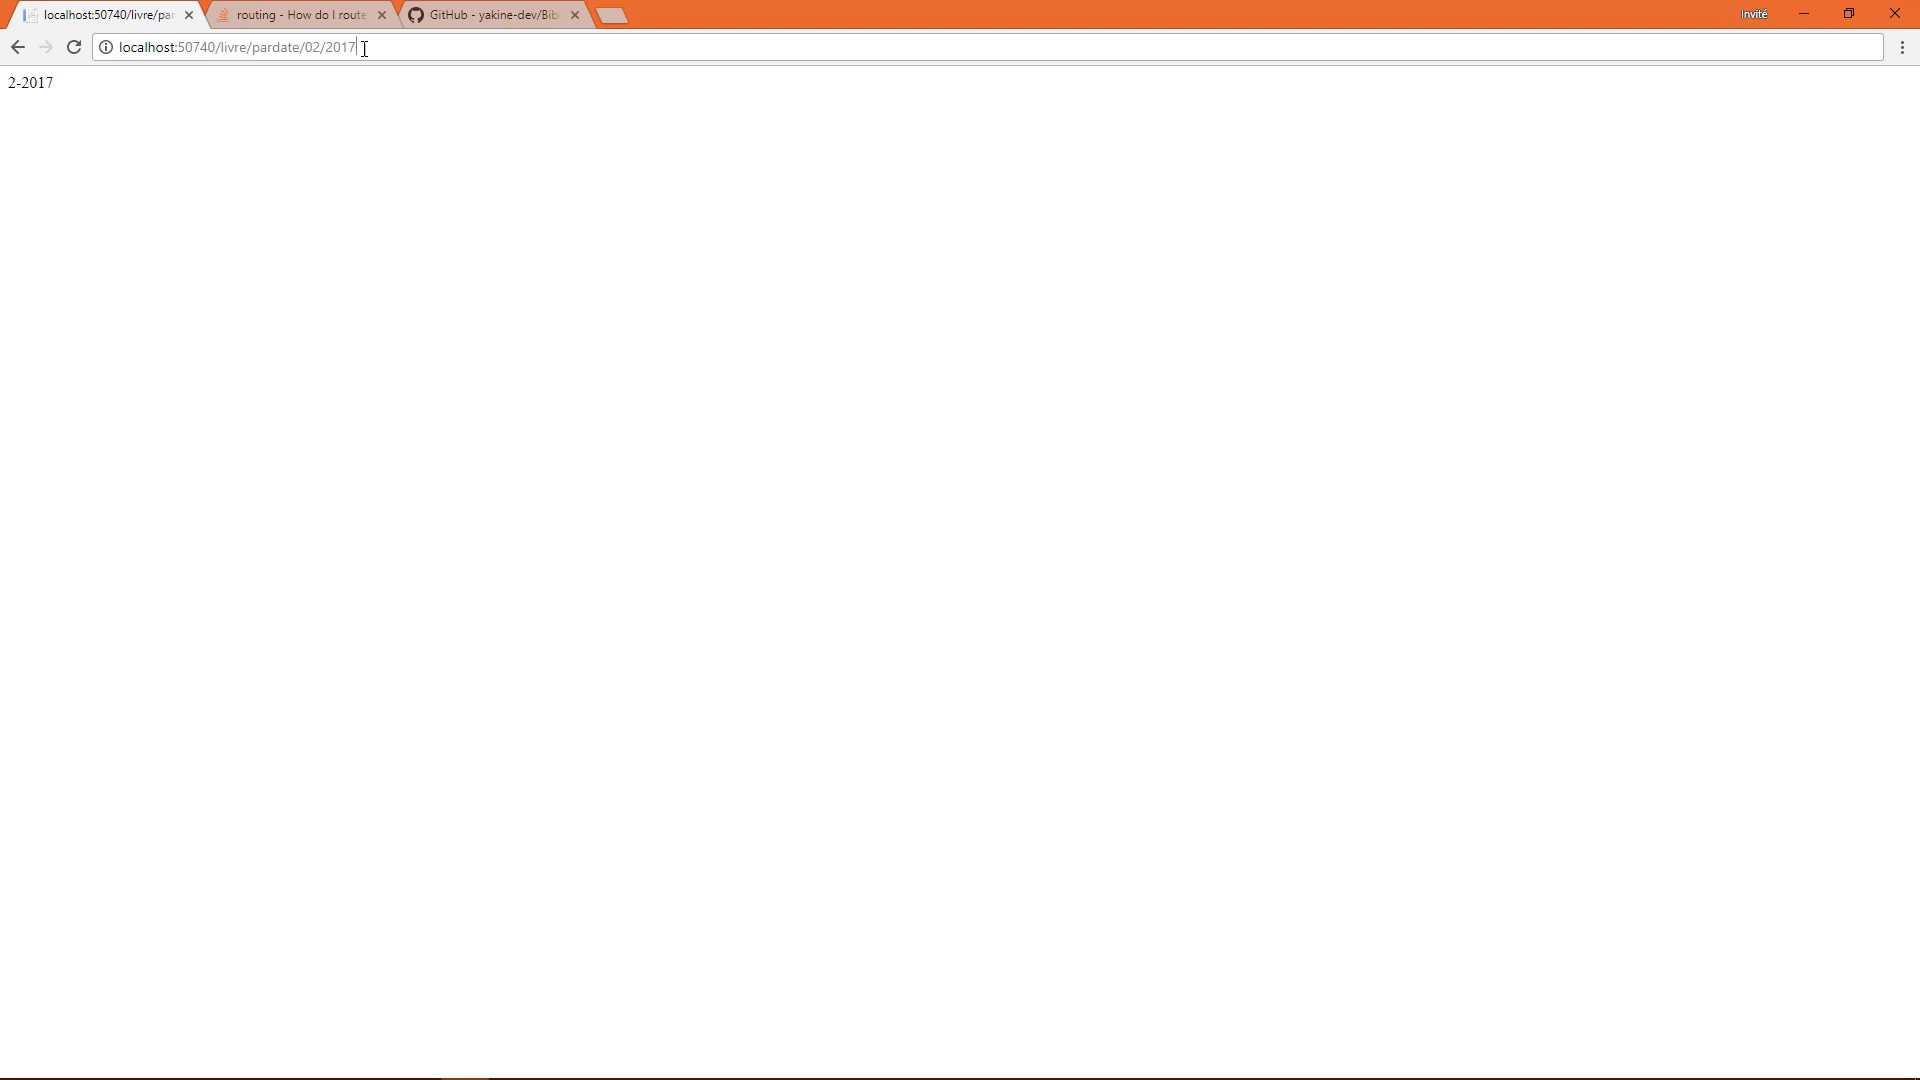 localhost:50740/livre/par
routing - How do I route
GitHub - yakine-dev/Bib
Invité
localhost:50740/livre/pardate/02/2017
2-2017